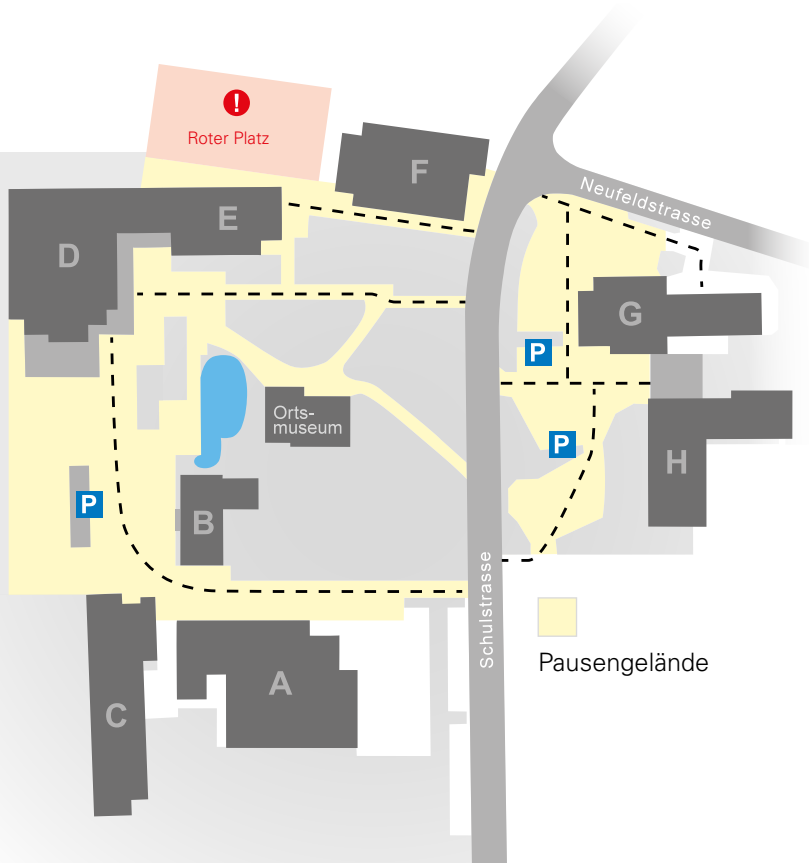 !
Roter Platz
F
Neufeldstrasse
E
D
G
P
Orts-
museum
P
H
P
B
Schulstrasse
Pausengelände
A
C